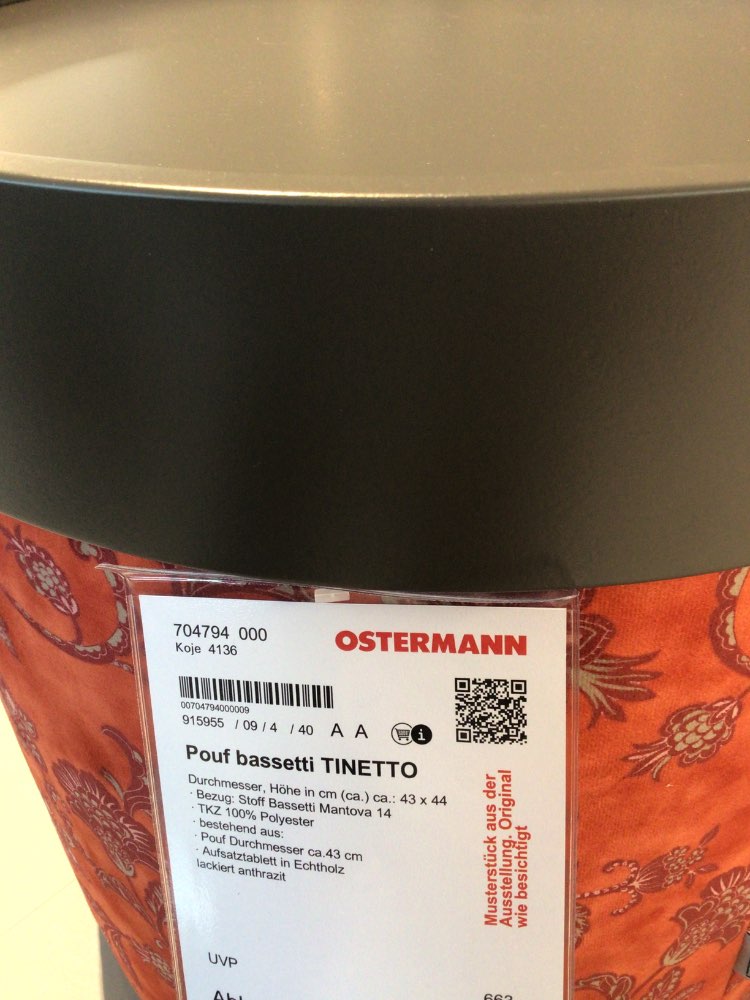 704794 000
Koje 4136
OSTERMANN
00704794000009
915955 / 09 / 4 / 40 A A
Pouf bassetti TINETTO
Durchmesser, Höhe in cm (ca.) ca.: 43 x 44
· Bezug: Stoff Bassetti Mantova 14
· TKZ 100% Polyester
· bestehend aus:
· Pouf Durchmesser ca.43 cm
· Aufsatztablett in Echtholz
lackiert anthrazit
Musterstück aus der
Ausstellung. Original
wie besichtigt
UVP